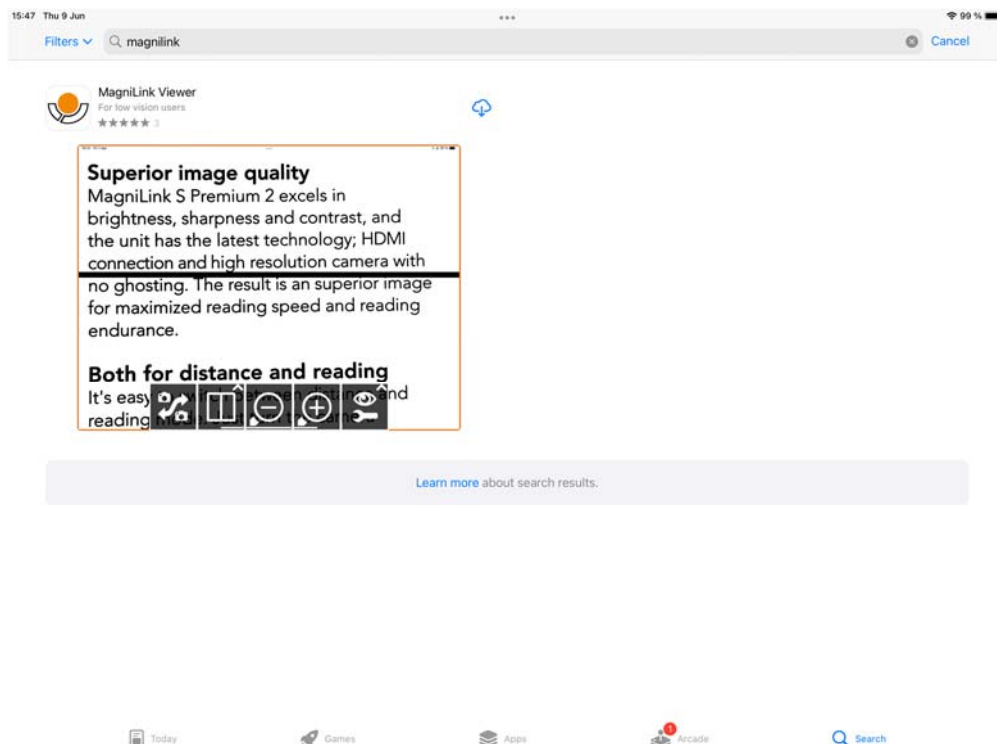 15:47 Thu 9 Jun 99 %
Filters magnilink Cancel
MagniLink Viewer
For low vision users
3
Superior image quality
MagniLink S Premium 2 excels in
brightness, sharpness and contrast, and
the unit has the latest technology; HDMI
connection and high resolution camera with
no ghosting. The result is an superior image
for maximized reading speed and reading
endurance.
Both for distance and reading
It's easy and
reading
Learn more about search results.
1
Today Games Apps Arcade Search